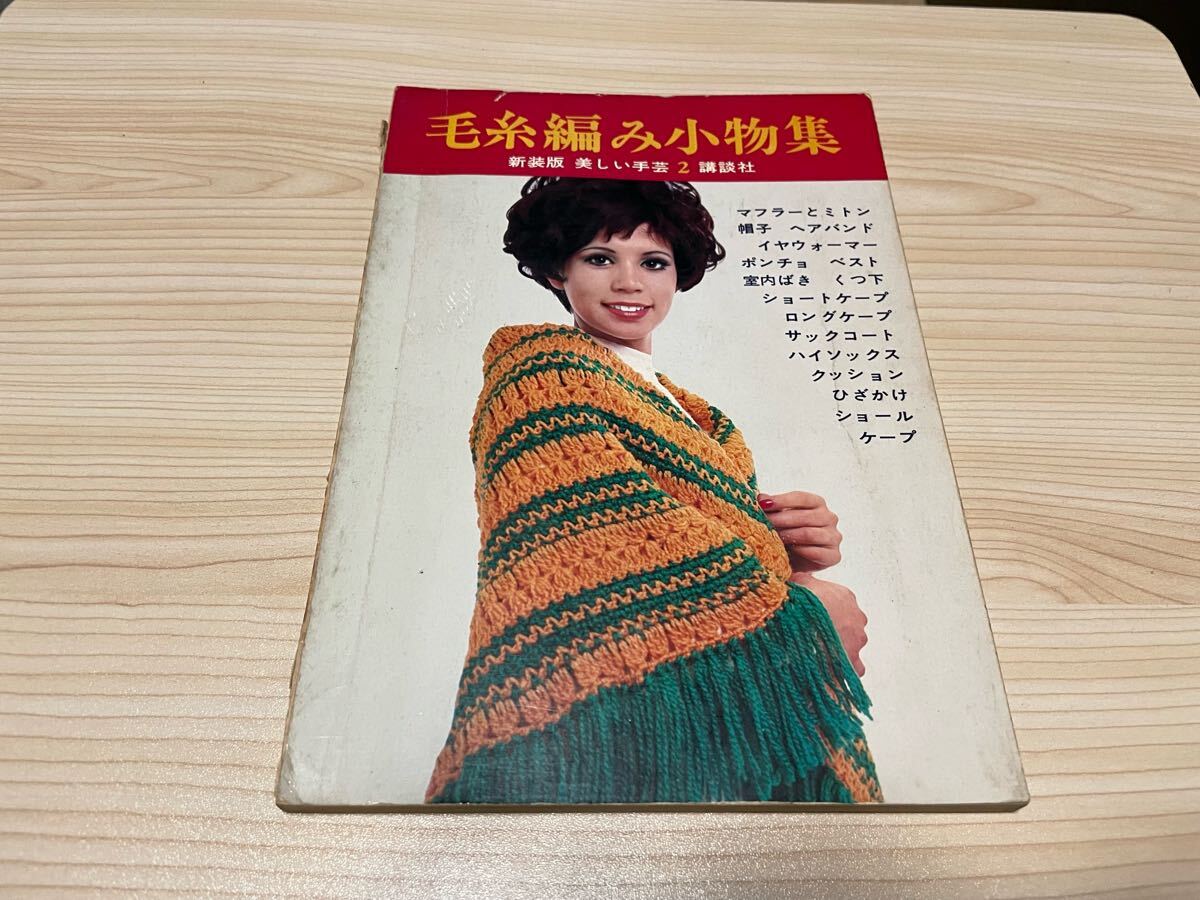 毛糸編み小物集
新装版 美しい手芸 2 講談社
マフラーとミトン
帽子 ヘアバンド
イヤウォーマー
ポンチョ ベスト
室内ばき くつ下
ショートケープ
ロングケープ
サックコート
ハイソックス
クッション
ひざかけ
ショール
ケープ